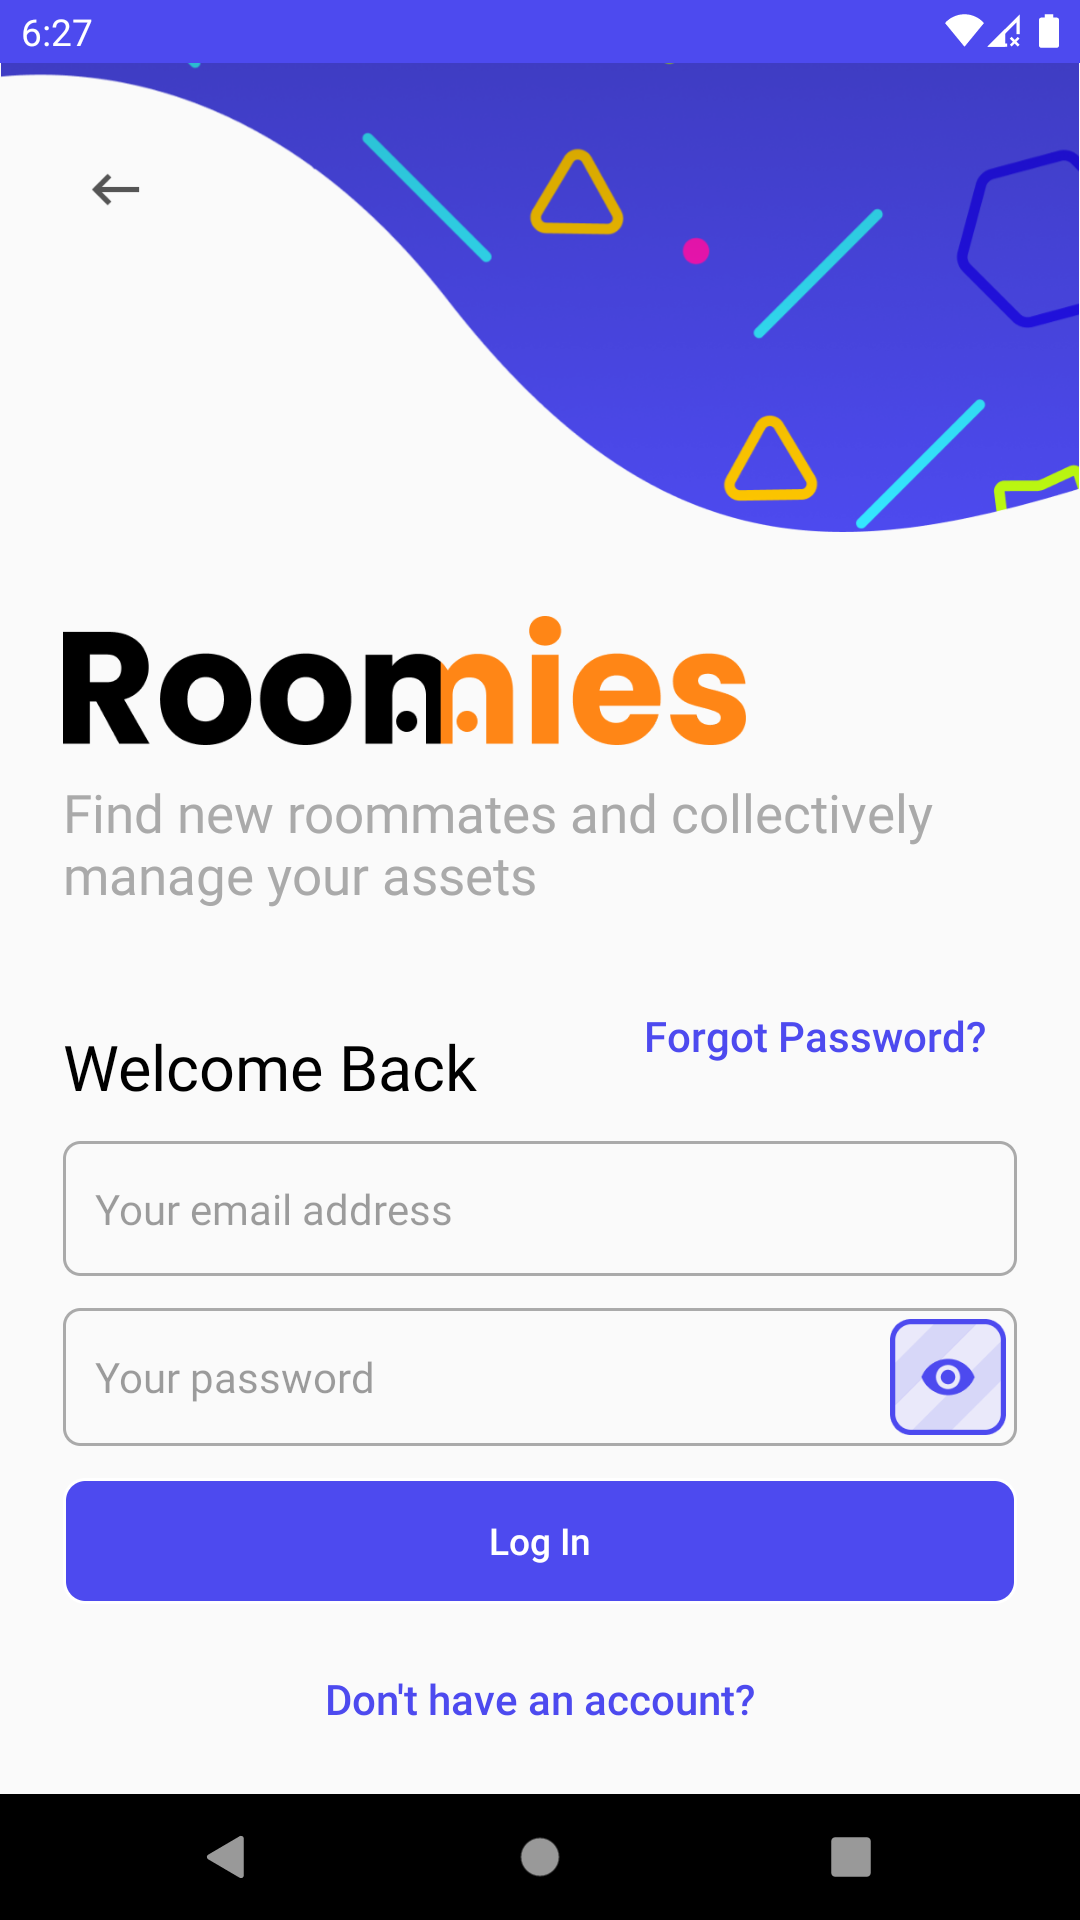 6:27
Roomies
Find new roommates and collectively
manage your assets
Forgot Password?
Welcome Back
Your email address
Your password
Log In
Don't have an account?